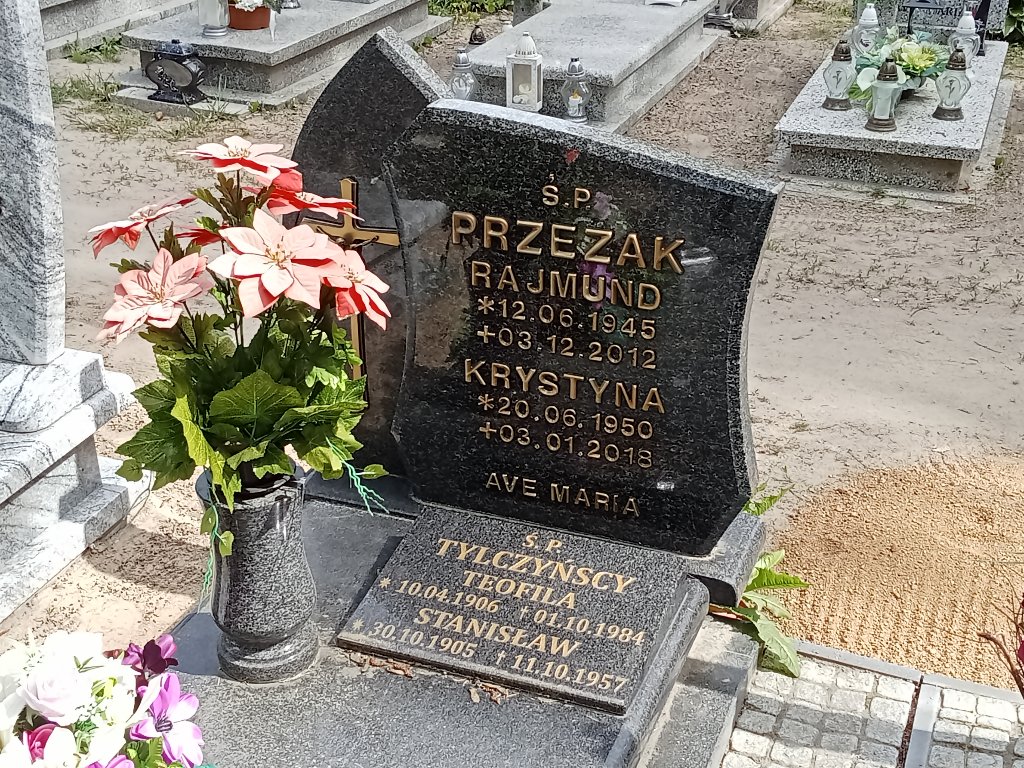 Ś.P.
PRZEZAK
RAJMUND
*12.06.1945
+03.12.2012
KRYSTYNA
*20.06.1950
+03.01.2018
AVE MARIA
Ś.P.
TYLCZYŃSCY
TEOFILA
* 10.04.1906 † 01.10.1984
STANISŁAW
* 30.10.1905 † 11.10.1957